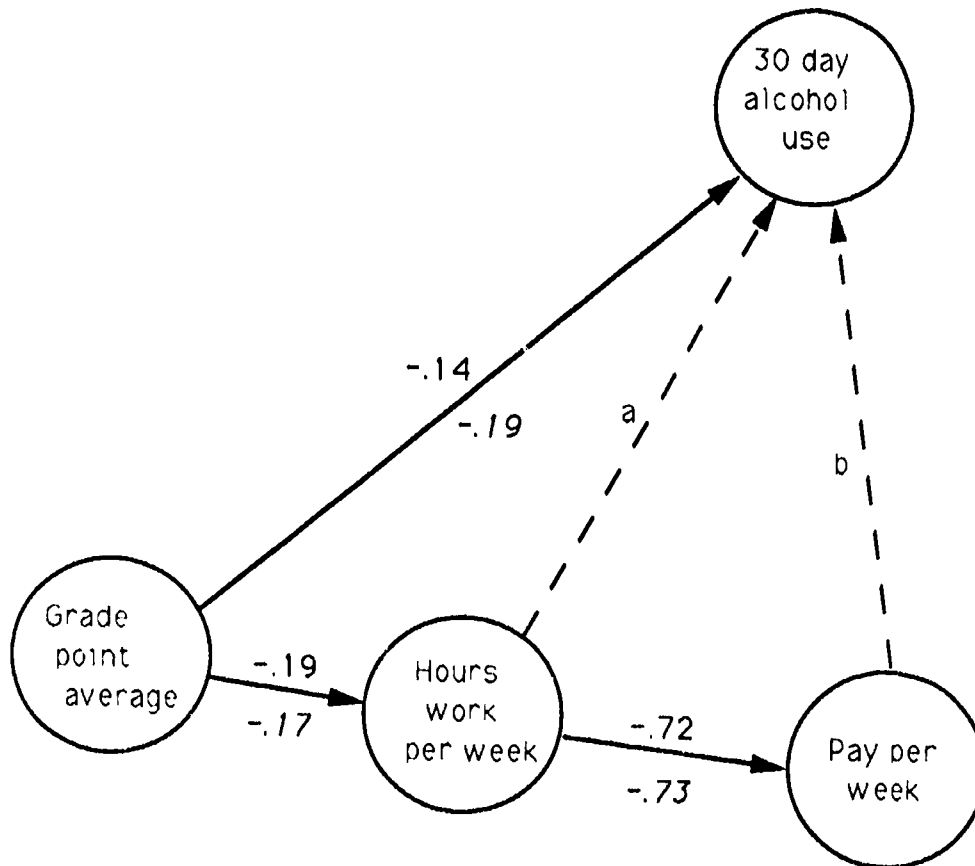 30 day
alcohol
use
-.14
-.19
a
b
Grade
point
average
-.19
-.17
Hours
work
per week
-.72
-.73
Pay per
week